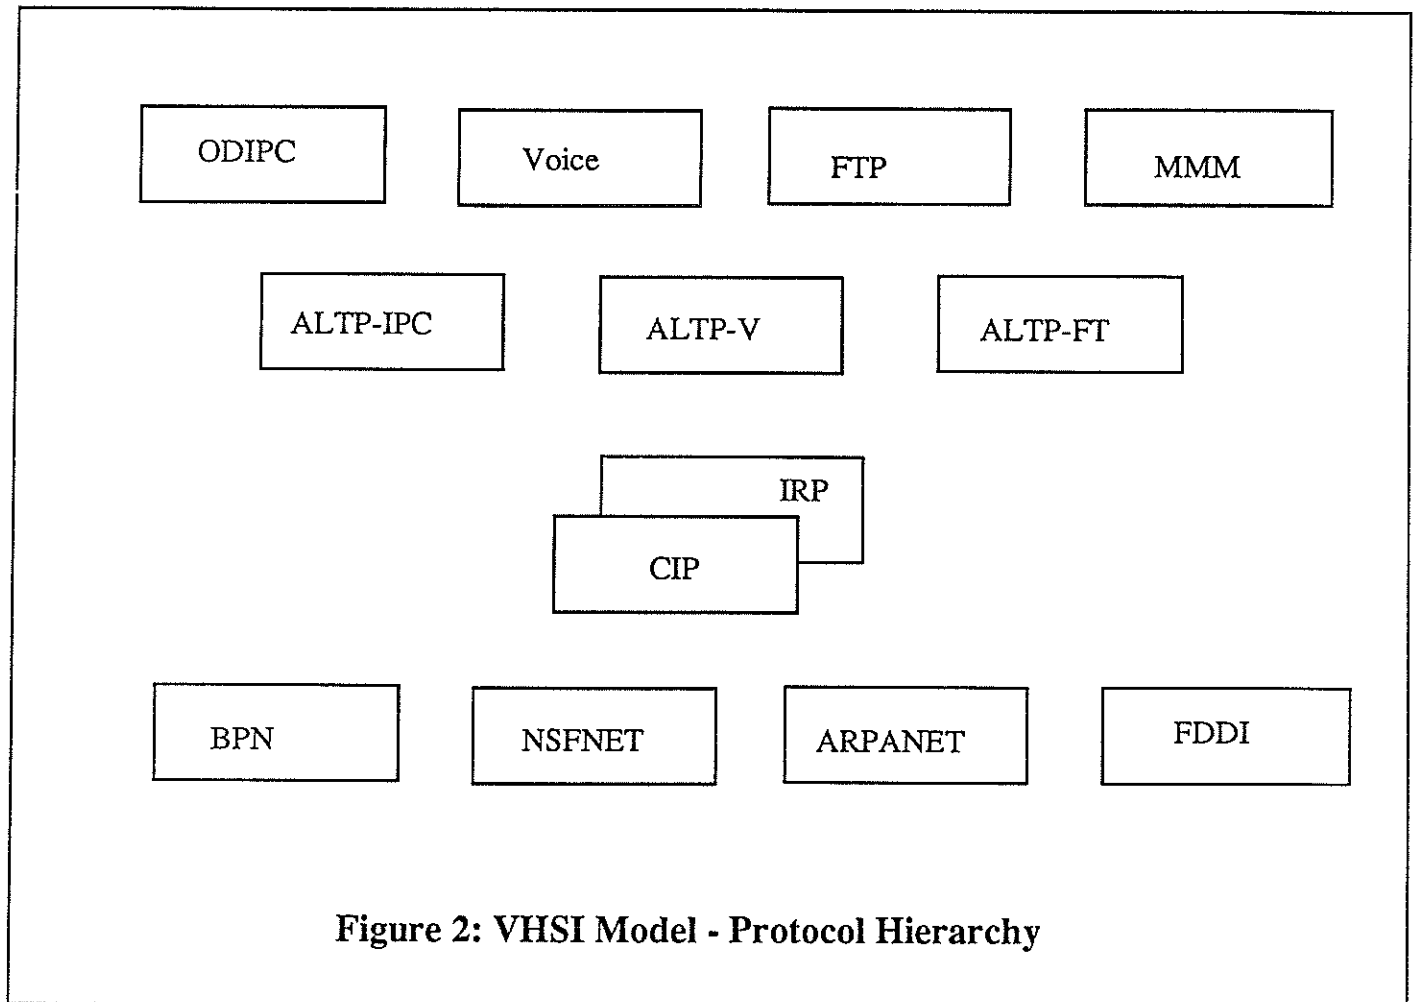 ODIPC
Voice
FTP
MMM
ALTP-IPC
ALTP-V
ALTP-FT
IRP
CIP
BPN
NSFNET
ARPANET
FDDI
Figure 2: VHSI Model - Protocol Hierarchy